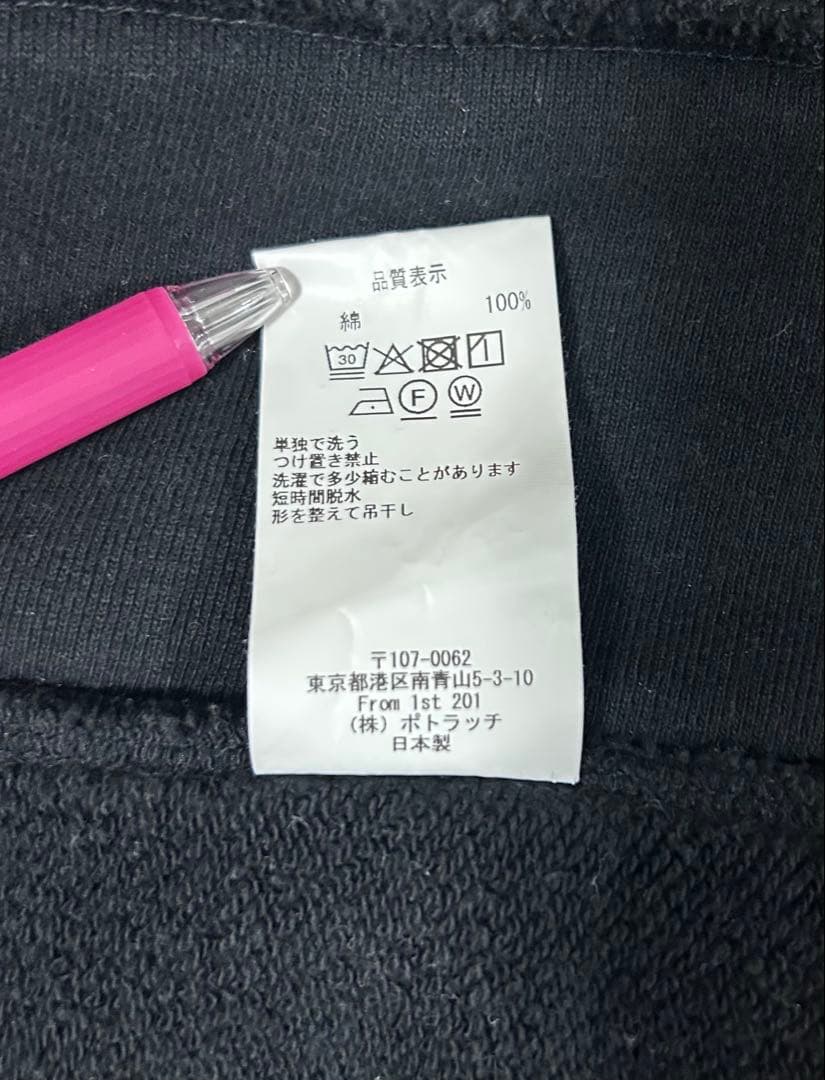 品質表示
綿 100%
30
F W
単独で洗う
つけ置き禁止
洗濯で多少縮むことがあります
短時間脱水
形を整えて吊干し
〒107-0062
東京都港区南青山5-3-10
From 1st 201
(株) ポトラッチ
日本製